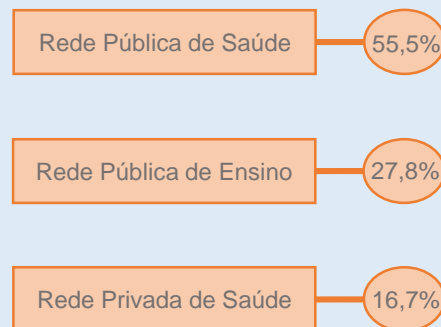 Rede Pública de Saúde 55,5%
Rede Pública de Ensino 27,8%
Rede Privada de Saúde 16,7%